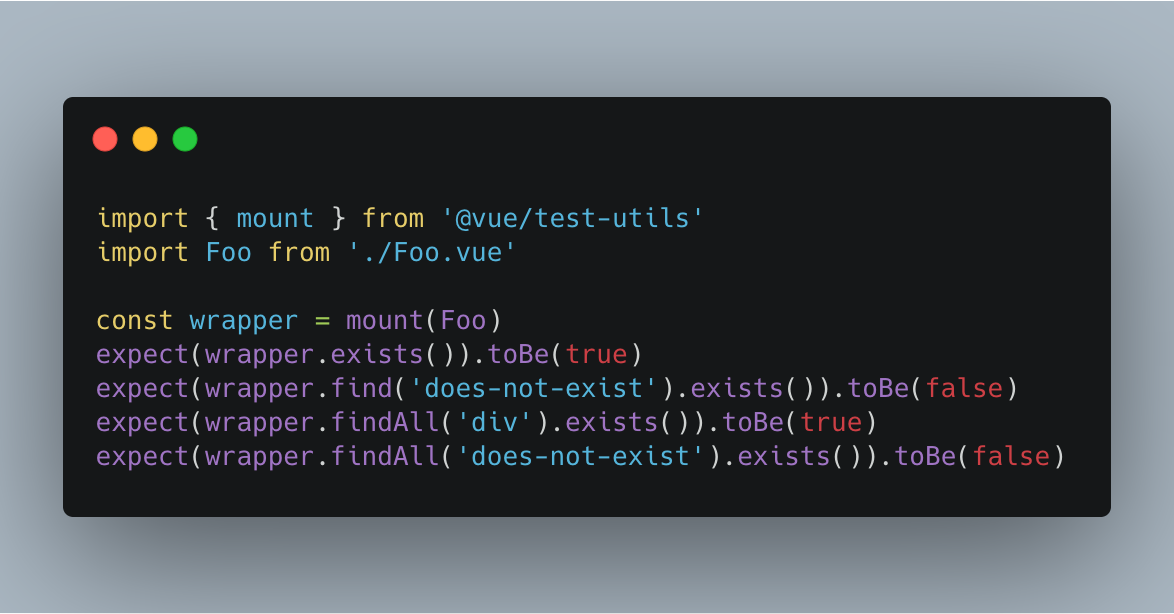 import { mount } from '@vue/test-utils'
import Foo from './Foo.vue'
const wrapper = mount(Foo)
expect(wrapper.exists()).toBe(true)
expect(wrapper.find('does-not-exist').exists()).toBe(false)
expect(wrapper.findAll('div').exists()).toBe(true)
expect(wrapper.findAll('does-not-exist').exists()).toBe(false)